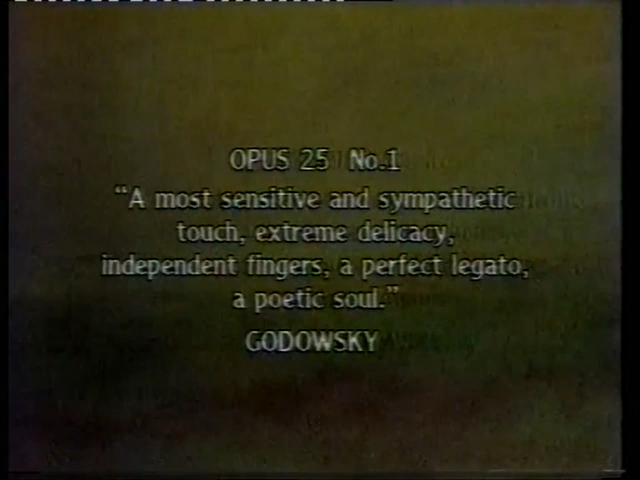 OPUS 25 No.1
“A most sensitive and sympathetic
touch, extreme delicacy,
independent fingers, a perfect legato,
a poetic soul.”
GODOWSKY